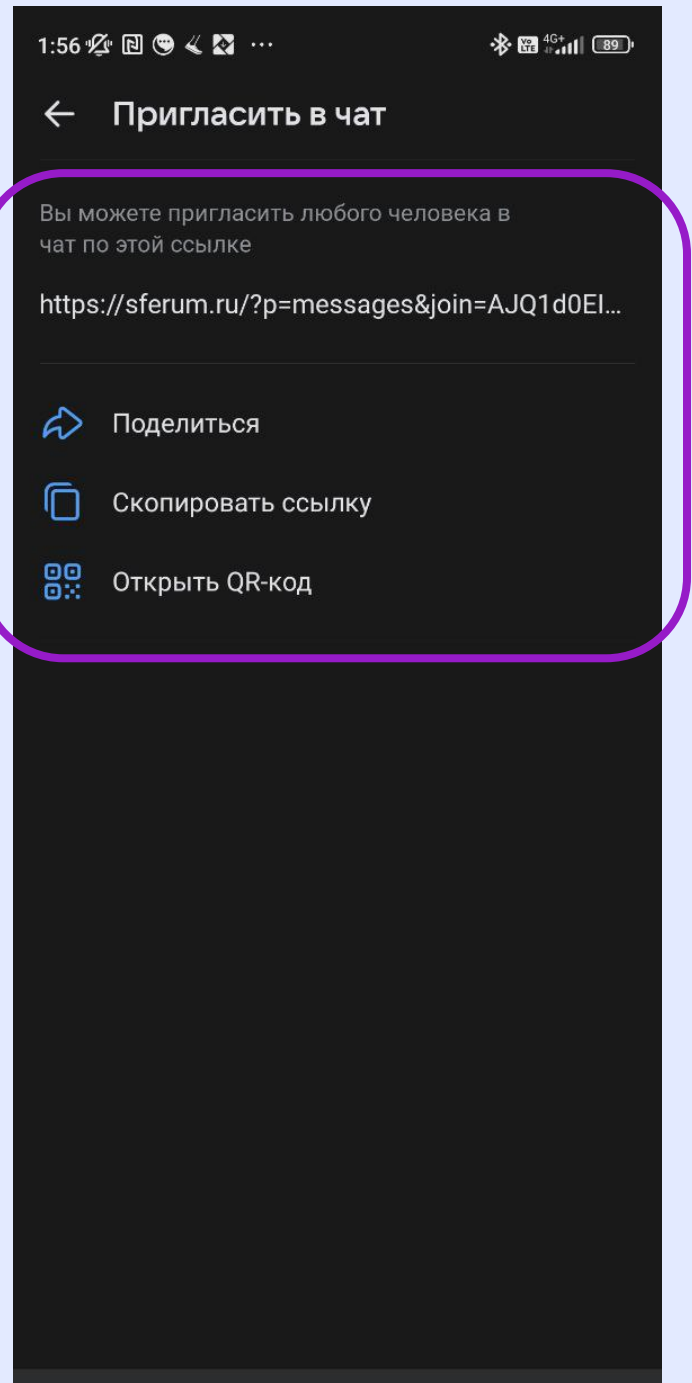 1:56
4G+
89
Пригласить в чат
Вы можете пригласить любого человека в
чат по этой ссылке
https://sferum.ru/?p=messages&join=AJQ1d0EI...
Поделиться
Скопировать ссылку
Открыть QR-код